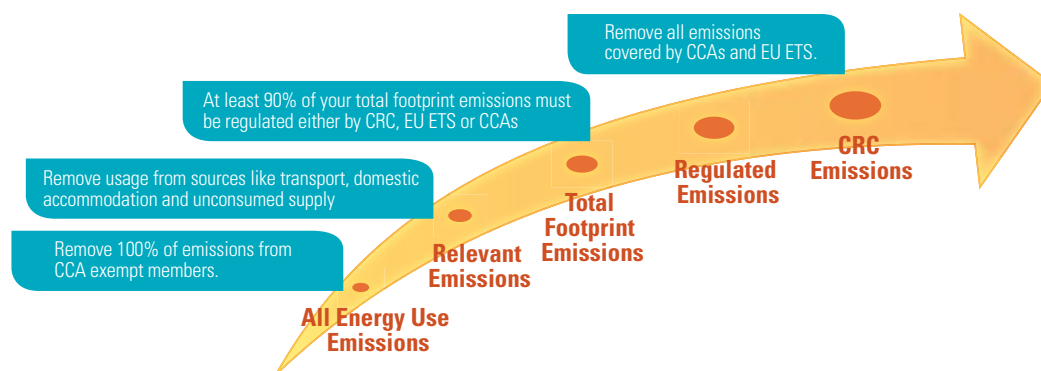 Remove all emissions
covered by CCAs and EU ETS.
At least 90% of your total footprint emissions must
be regulated either by CRC, EU ETS or CCAs
Remove usage from sources like transport, domestic
accommodation and unconsumed supply
Remove 100% of emissions from
CCA exempt members.
All Energy Use
Emissions
Relevant
Emissions
Total
Footprint
Emissions
Regulated
Emissions
CRC
Emissions